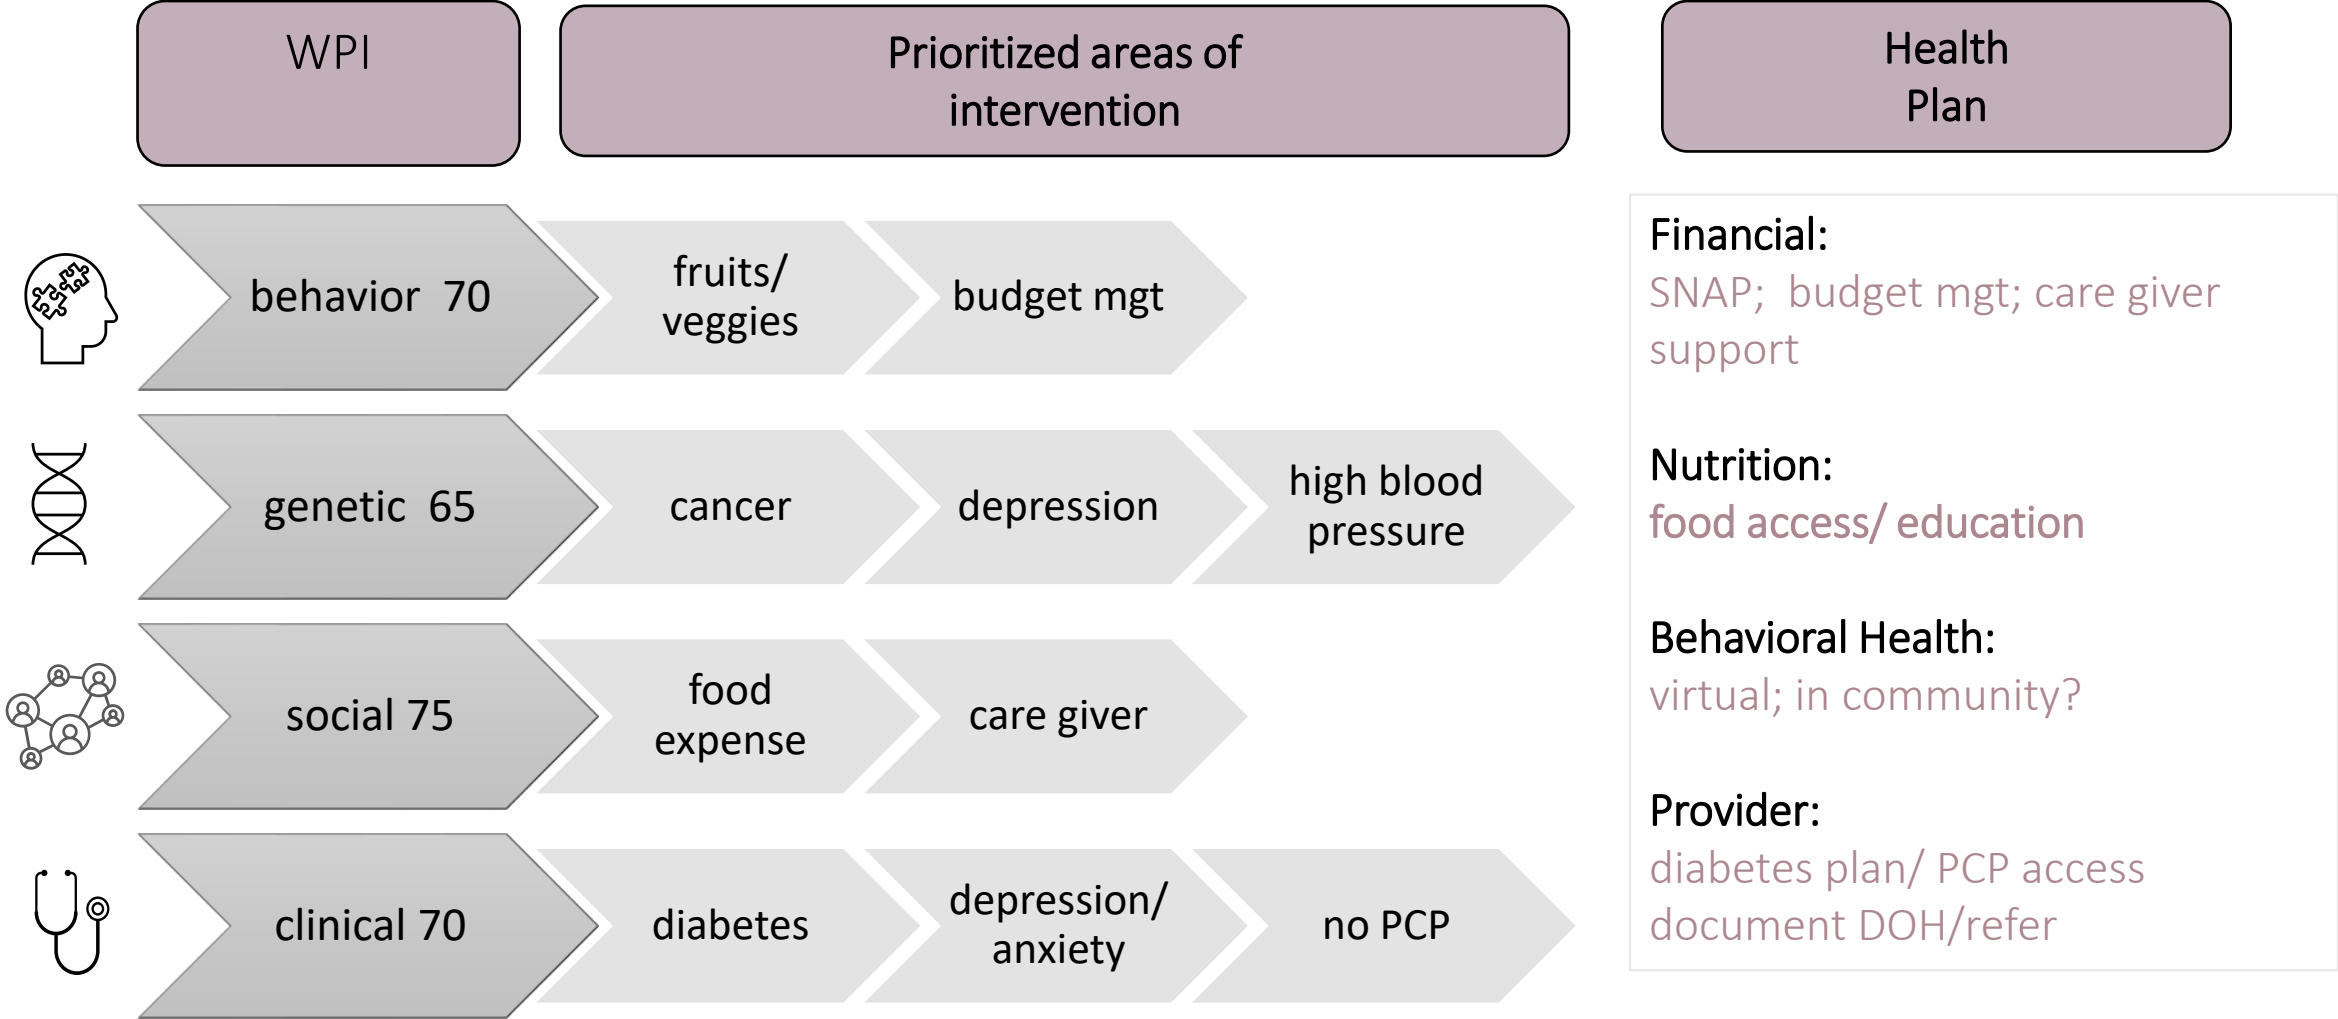 WPI
Prioritized areas of
intervention
Health
Plan
behavior  70
fruits/
veggies
budget mgt
genetic  65
cancer
depression
high blood
pressure
social 75
food
expense
care giver
clinical 70
diabetes
depression/
anxiety
no PCP
Financial:
SNAP;  budget mgt; care giver
support
Nutrition:
food access/ education
Behavioral Health:
virtual; in community?
Provider:
diabetes plan/ PCP access
document DOH/refer